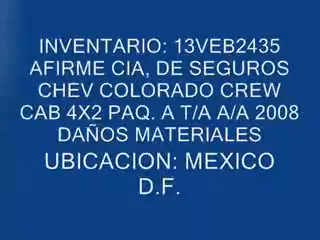 INVENTARIO: 13VEB2435
AFIRME CIA, DE SEGUROS
CHEV COLORADO CREW
CAB 4X2 PAQ. A T/A A/A 2008
DAÑOS MATERIALES
UBICACION: MEXICO
D.F.